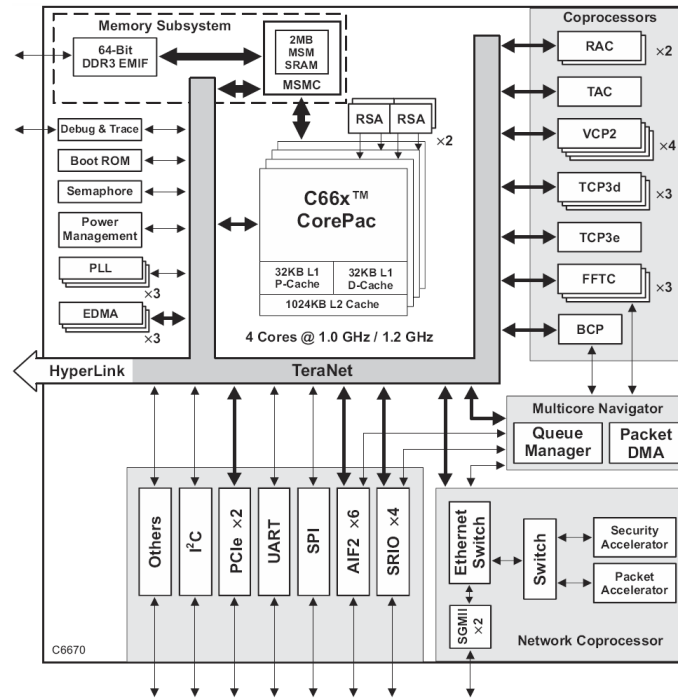 Memory Subsystem
64-Bit
DDR3 EMIF
2MB
MSM
SRAM
MSMC
Coprocessors
RAC
×2
TAC
VCP2
×4
TCP3d
×3
TCP3e
FFTC
×3
BCP
RSA
RSA
×2
Debug & Trace
Boot ROM
Semaphore
Power
Management
PLL
×3
EDMA
×3
C66x™
CorePac
32KB L1
P-Cache
32KB L1
D-Cache
1024KB L2 Cache
4 Cores @ 1.0 GHz / 1.2 GHz
HyperLink
TeraNet
Multicore Navigator
Queue
Manager
Packet
DMA
Others
I²C
PCIe ×2
UART
SPI
AIF2 ×6
SRIO ×4
Ethernet
Switch
Switch
Security
Accelerator
Packet
Accelerator
SGMII
×2
Network Coprocessor
C6670